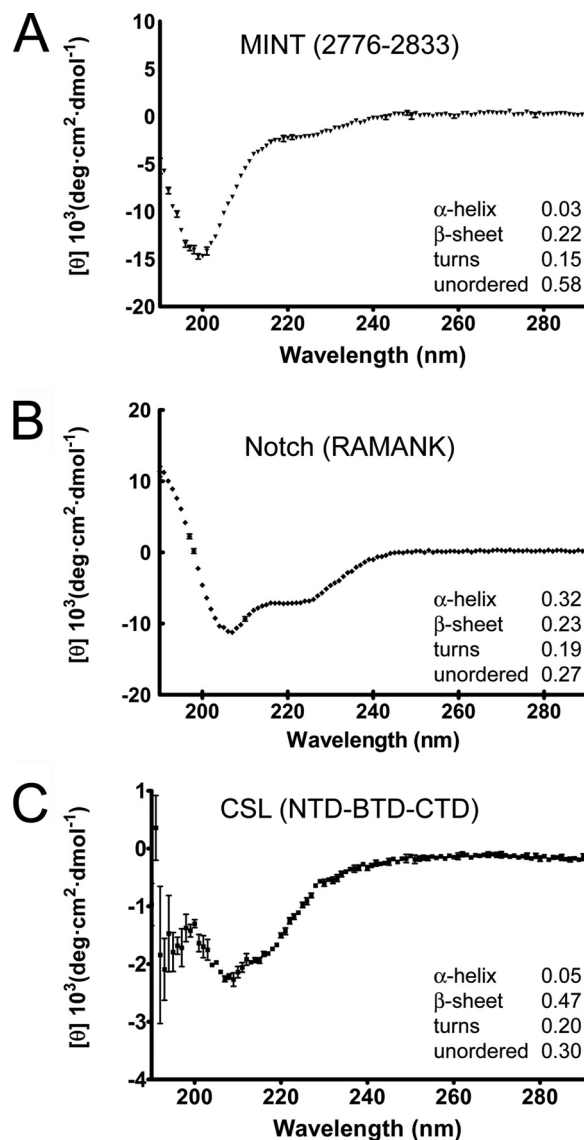 A
MINT (2776-2833)
[θ] 10³(deg·cm²·dmol⁻¹)
10
5
0
-5
-10
-15
-20
α-helix 0.03
β-sheet 0.22
turns 0.15
unordered 0.58
200 220 240 260 280
Wavelength (nm)
B
Notch (RAMANK)
[θ] 10³(deg·cm²·dmol⁻¹)
20
10
0
-10
-20
α-helix 0.32
β-sheet 0.23
turns 0.19
unordered 0.27
200 220 240 260 280
Wavelength (nm)
C
CSL (NTD-BTD-CTD)
[θ] 10³(deg·cm²·dmol⁻¹)
1
0
-1
-2
-3
-4
α-helix 0.05
β-sheet 0.47
turns 0.20
unordered 0.30
200 220 240 260 280
Wavelength (nm)